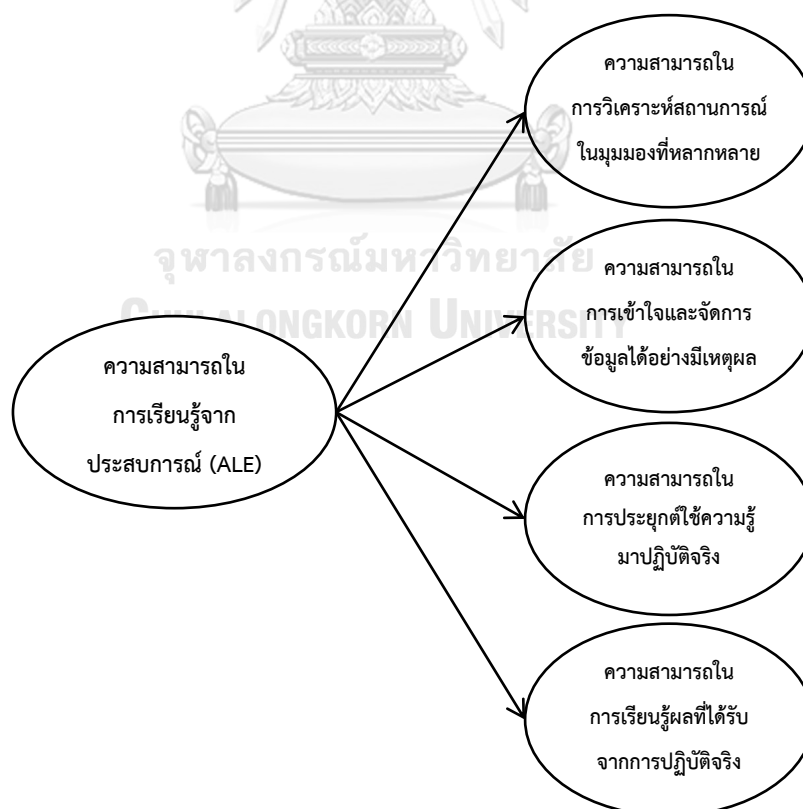 ความสามารถใน
การวิเคราะห์สถานการณ์
ในมุมมองที่หลากหลาย
จุฬาลงกรณ์มหาวิทยาลัย
CHULALONGKORN UNIVERSITY
ความสามารถใน
การเข้าใจและจัดการ
ข้อมูลได้อย่างมีเหตุผล
ความสามารถใน
การเรียนรู้จาก
ประสบการณ์ (ALE)
ความสามารถใน
การประยุกต์ใช้ความรู้
มาปฏิบัติจริง
ความสามารถใน
การเรียนรู้ผลที่ได้รับ
จากการปฏิบัติจริง